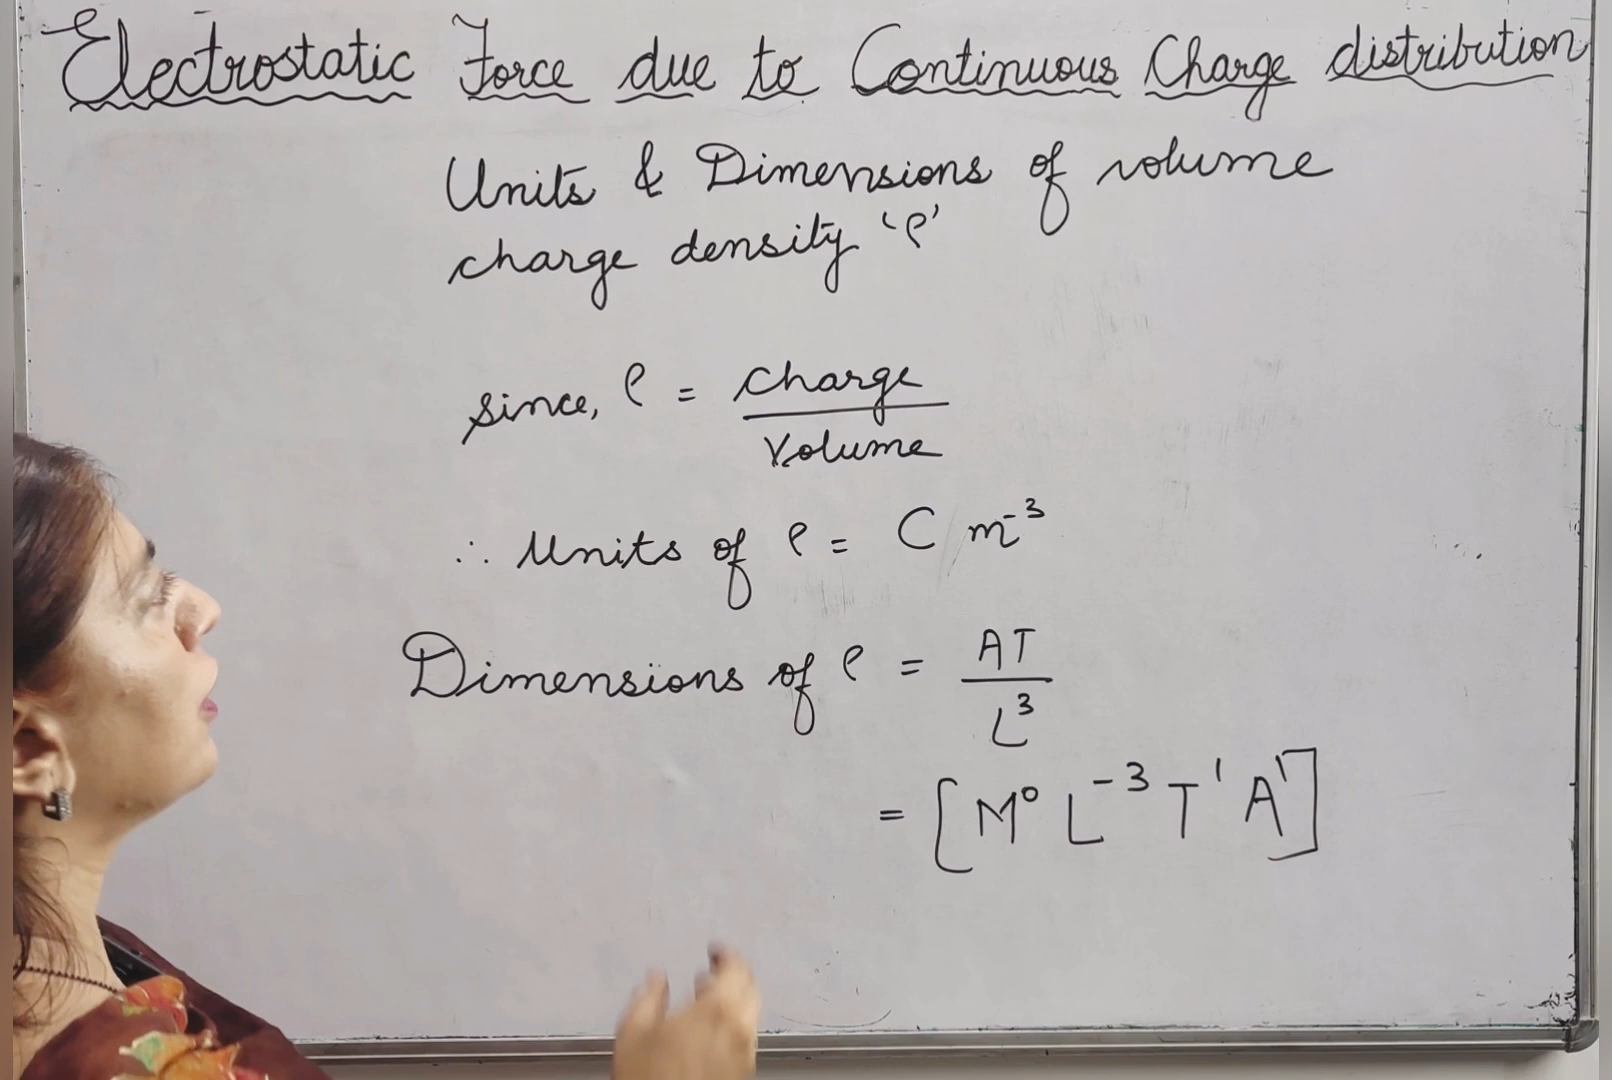 Electrostatic Force due to Continuous Charge distribution
Units & Dimensions of volume
charge density 'ρ'
since, ρ = charge / Volume
∴ Units of ρ = C m⁻³
Dimensions of ρ = AT / L³
= [M⁰ L⁻³ T¹ A¹]